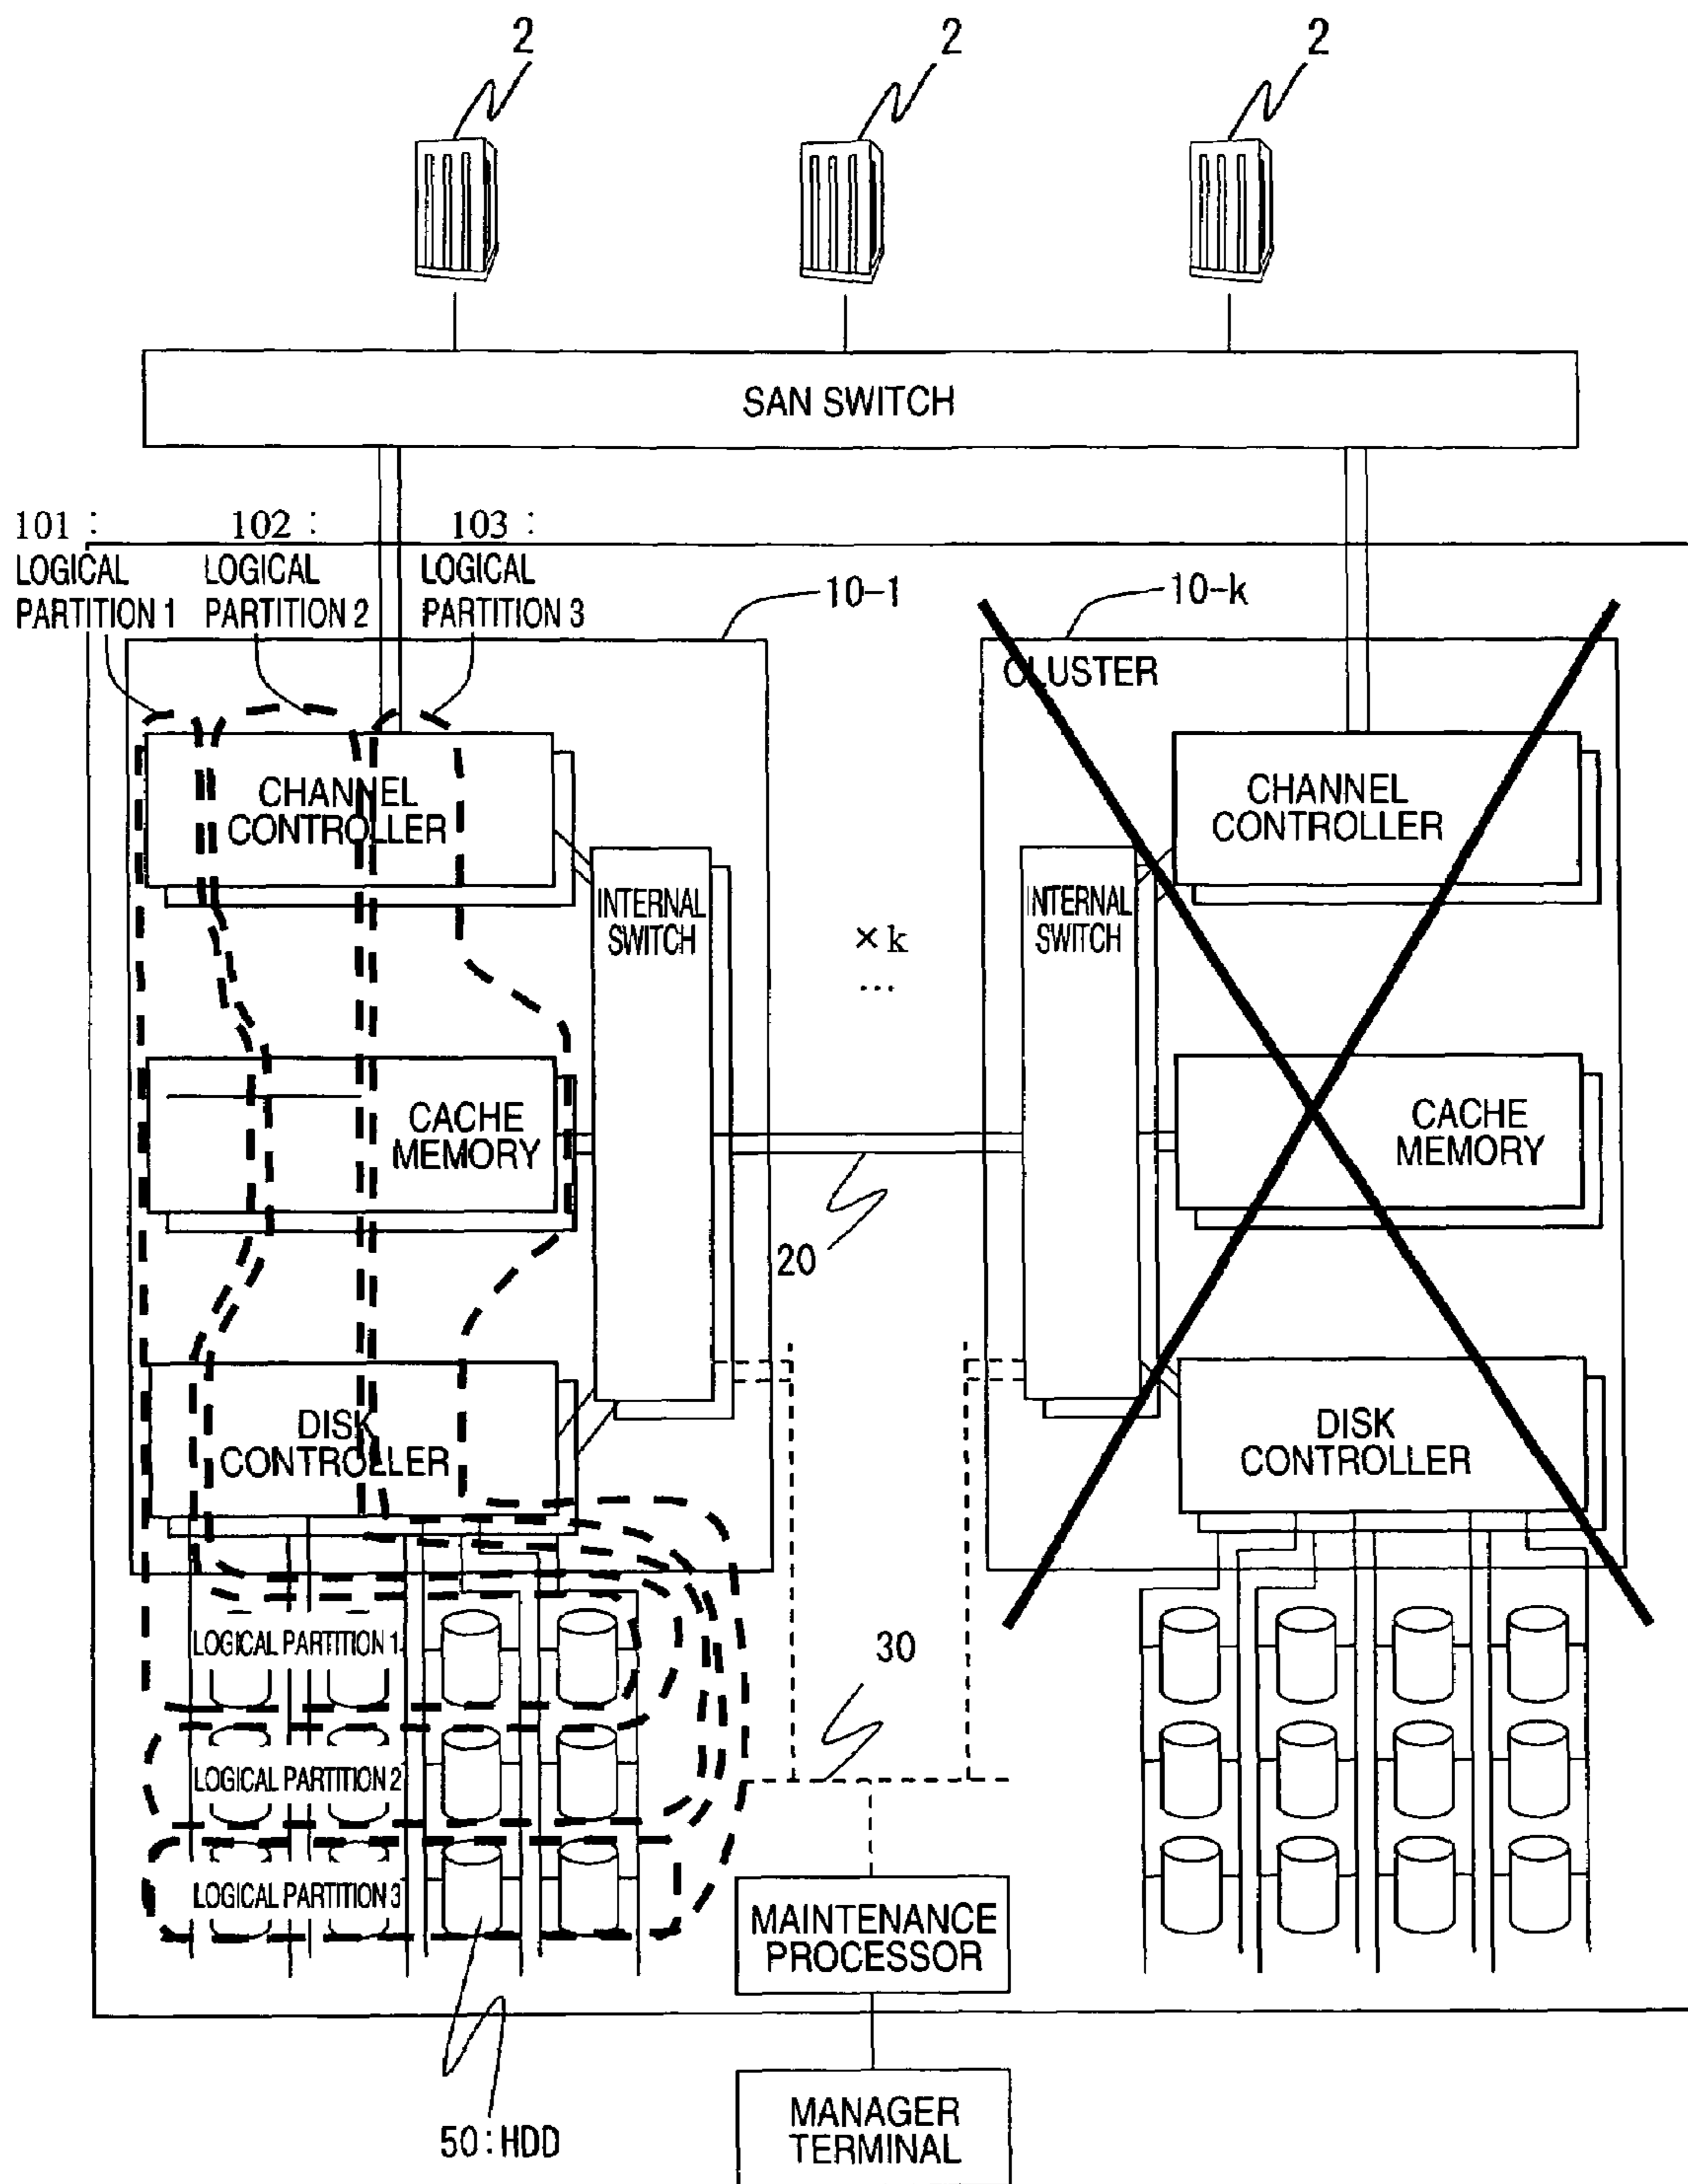 2
2
2
SAN SWITCH
101 :
LOGICAL
PARTITION 1
102 :
LOGICAL
PARTITION 2
103 :
LOGICAL
PARTITION 3
10-1
10-k
CLUSTER
CHANNEL
CONTROLLER
INTERNAL
SWITCH
CACHE
MEMORY
DISK
CONTROLLER
×k
...
20
INTERNAL
SWITCH
CHANNEL
CONTROLLER
CACHE
MEMORY
DISK
CONTROLLER
30
LOGICAL PARTITION 1
LOGICAL PARTITION 2
LOGICAL PARTITION 3
50:HDD
MAINTENANCE
PROCESSOR
MANAGER
TERMINAL